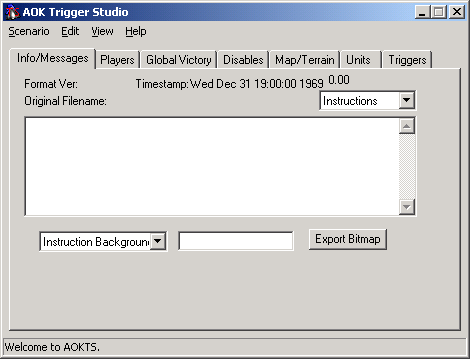 AOK Trigger Studio
Scenario Edit View Help
Info/Messages Players Global Victory Disables Map/Terrain Units Triggers
Format Ver: Timestamp: Wed Dec 31 19:00:00 1969 0.00
Original Filename: Instructions
Instruction Background Export Bitmap
Welcome to AOKTS.